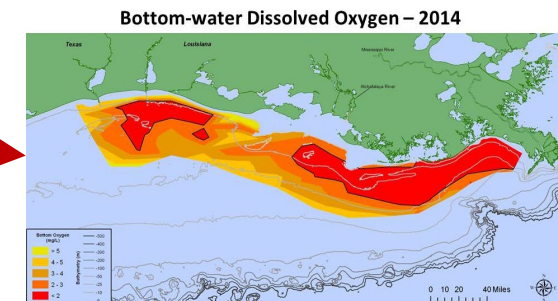 Bottom-water Dissolved Oxygen – 2014
Texas
Louisiana
Mississippi River
Atchafalaya River
Bottom Oxygen
(mg/L)
> 5
4 - 5
3 - 4
2 - 3
< 2
Bathymetry (m)
0 10 20 40 Miles